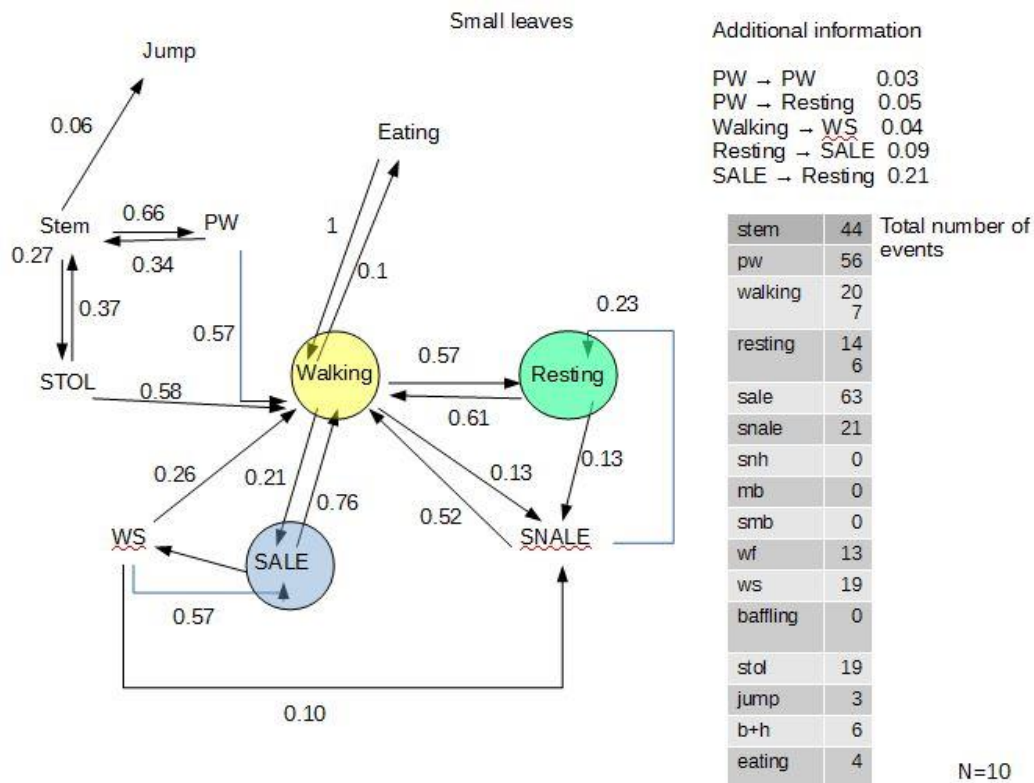 Small leaves
Additional information
PW → PW 0.03
PW → Resting 0.05
Walking → WS 0.04
Resting → SALE 0.09
SALE → Resting 0.21
Jump
0.06
Eating
Stem
0.66
PW
0.27
0.34
1
0.1
0.37
0.57
0.23
STOL
0.58
Walking
0.57
Resting
0.61
0.26
0.21
0.76
0.13
0.13
0.52
WS
SALE
SNALE
0.57
0.10
Total number of
events
stem 44
pw 56
walking 20
7
resting 14
6
sale 63
snale 21
snh 0
mb 0
smb 0
wf 13
ws 19
baffling 0
stol 19
jump 3
b+h 6
eating 4
N=10